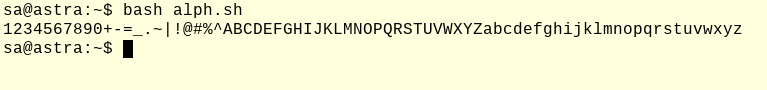 sa@astra:~$ bash alph.sh
1234567890+-=_.~|!@#%^ABCDEFGHIJKLMNOPQRSTUVWXYZabcdefghijklmnopqrstuvwxyz
sa@astra:~$